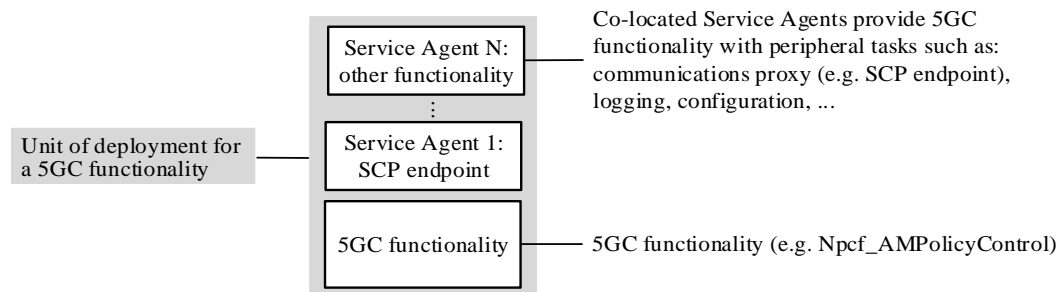 Service Agent N:
other functionality
Co-located Service Agents provide 5GC
functionality with peripheral tasks such as:
communications proxy (e.g. SCP endpoint),
logging, configuration, ...
Unit of deployment for
a 5GC functionality
Service Agent 1:
SCP endpoint
5GC functionality
5GC functionality (e.g. Npcf_AMPolicyControl)